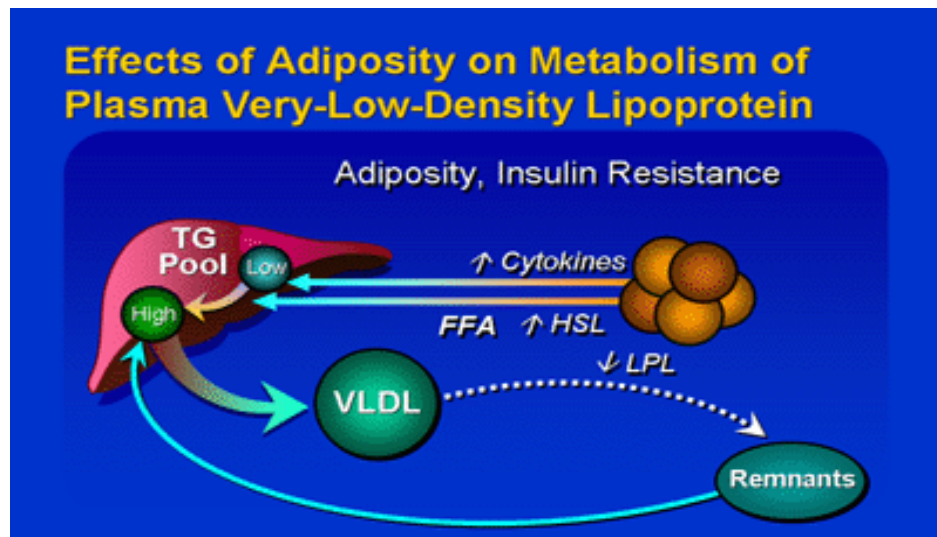 Effects of Adiposity on Metabolism of
Plasma Very-Low-Density Lipoprotein
Adiposity, Insulin Resistance
TG
Pool
Low
High
↑ Cytokines
FFA ↑ HSL
↓ LPL
VLDL
Remnants